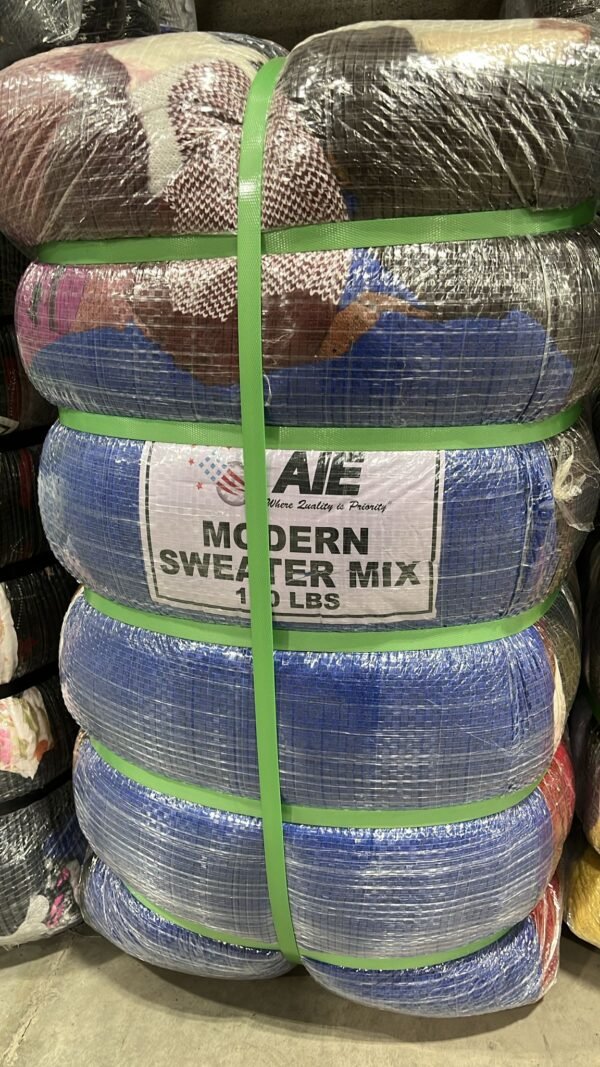 AIE
"Where Quality is Priority"
MODERN
SWEATER MIX
LBS